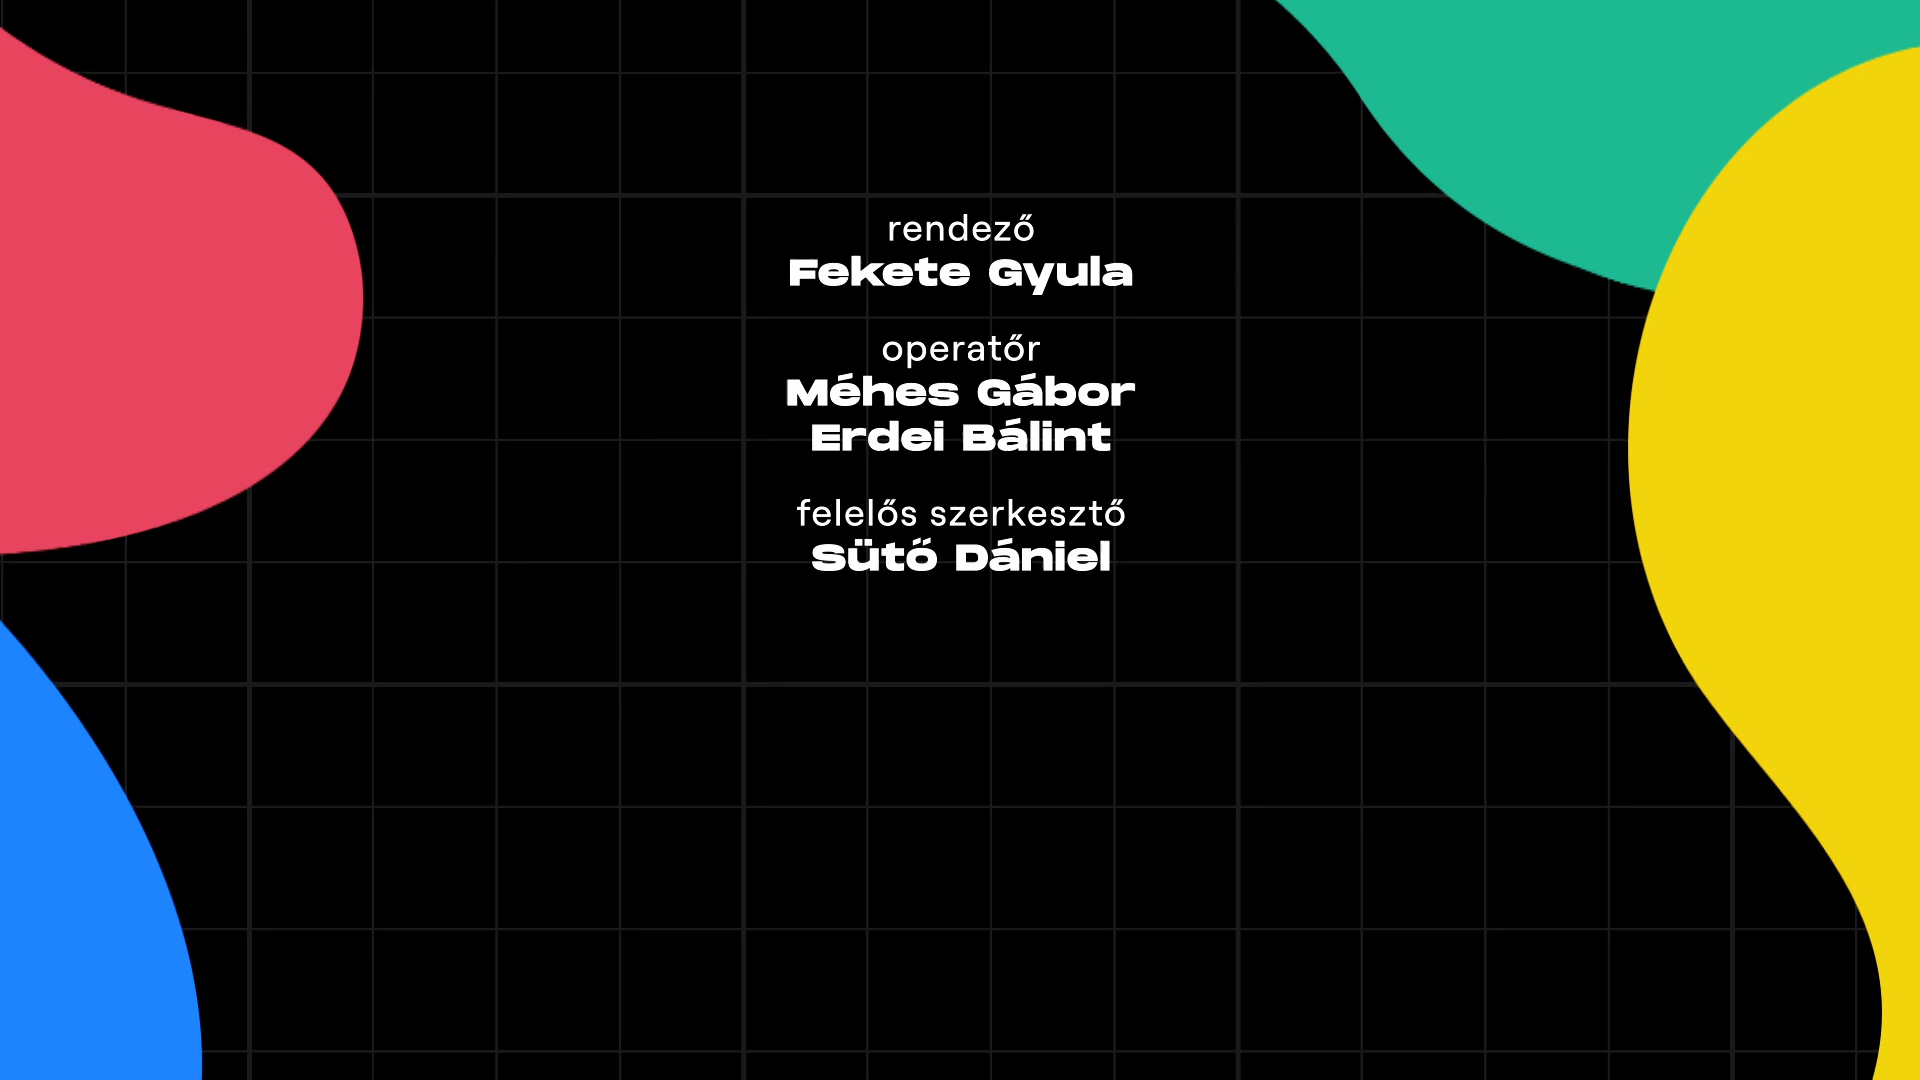 rendező
Fekete Gyula
operatőr
Méhes Gábor
Erdei Bálint
felelős szerkesztő
Sütő Dániel